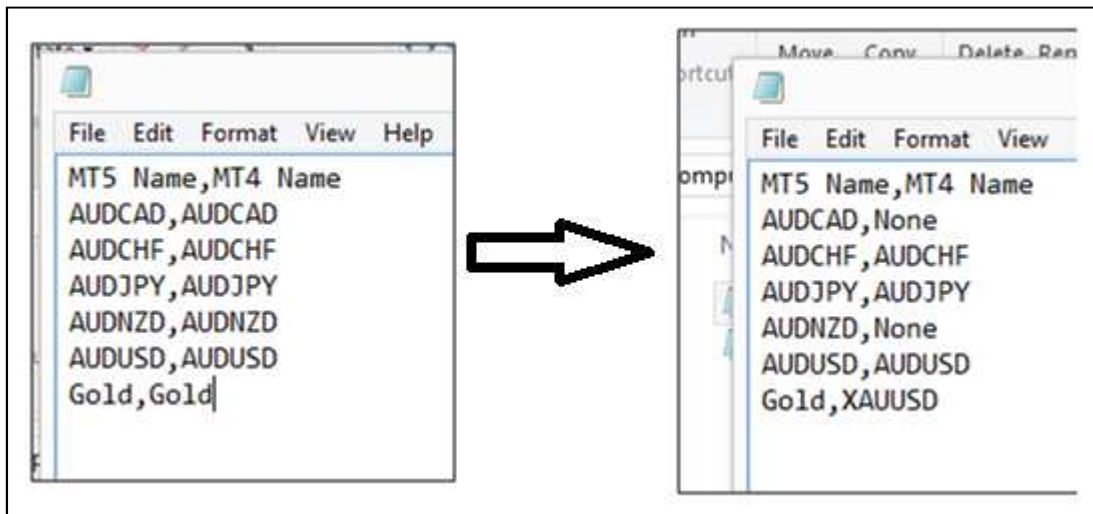 File Edit Format View Help
MT5 Name,MT4 Name
AUDCAD,AUDCAD
AUDCHF,AUDCHF
AUDJPY,AUDJPY
AUDNZD,AUDNZD
AUDUSD,AUDUSD
Gold,Gold
Move Copy Delete
File Edit Format View
MT5 Name,MT4 Name
AUDCAD,None
AUDCHF,AUDCHF
AUDJPY,AUDJPY
AUDNZD,None
AUDUSD,AUDUSD
Gold,XAUUSD